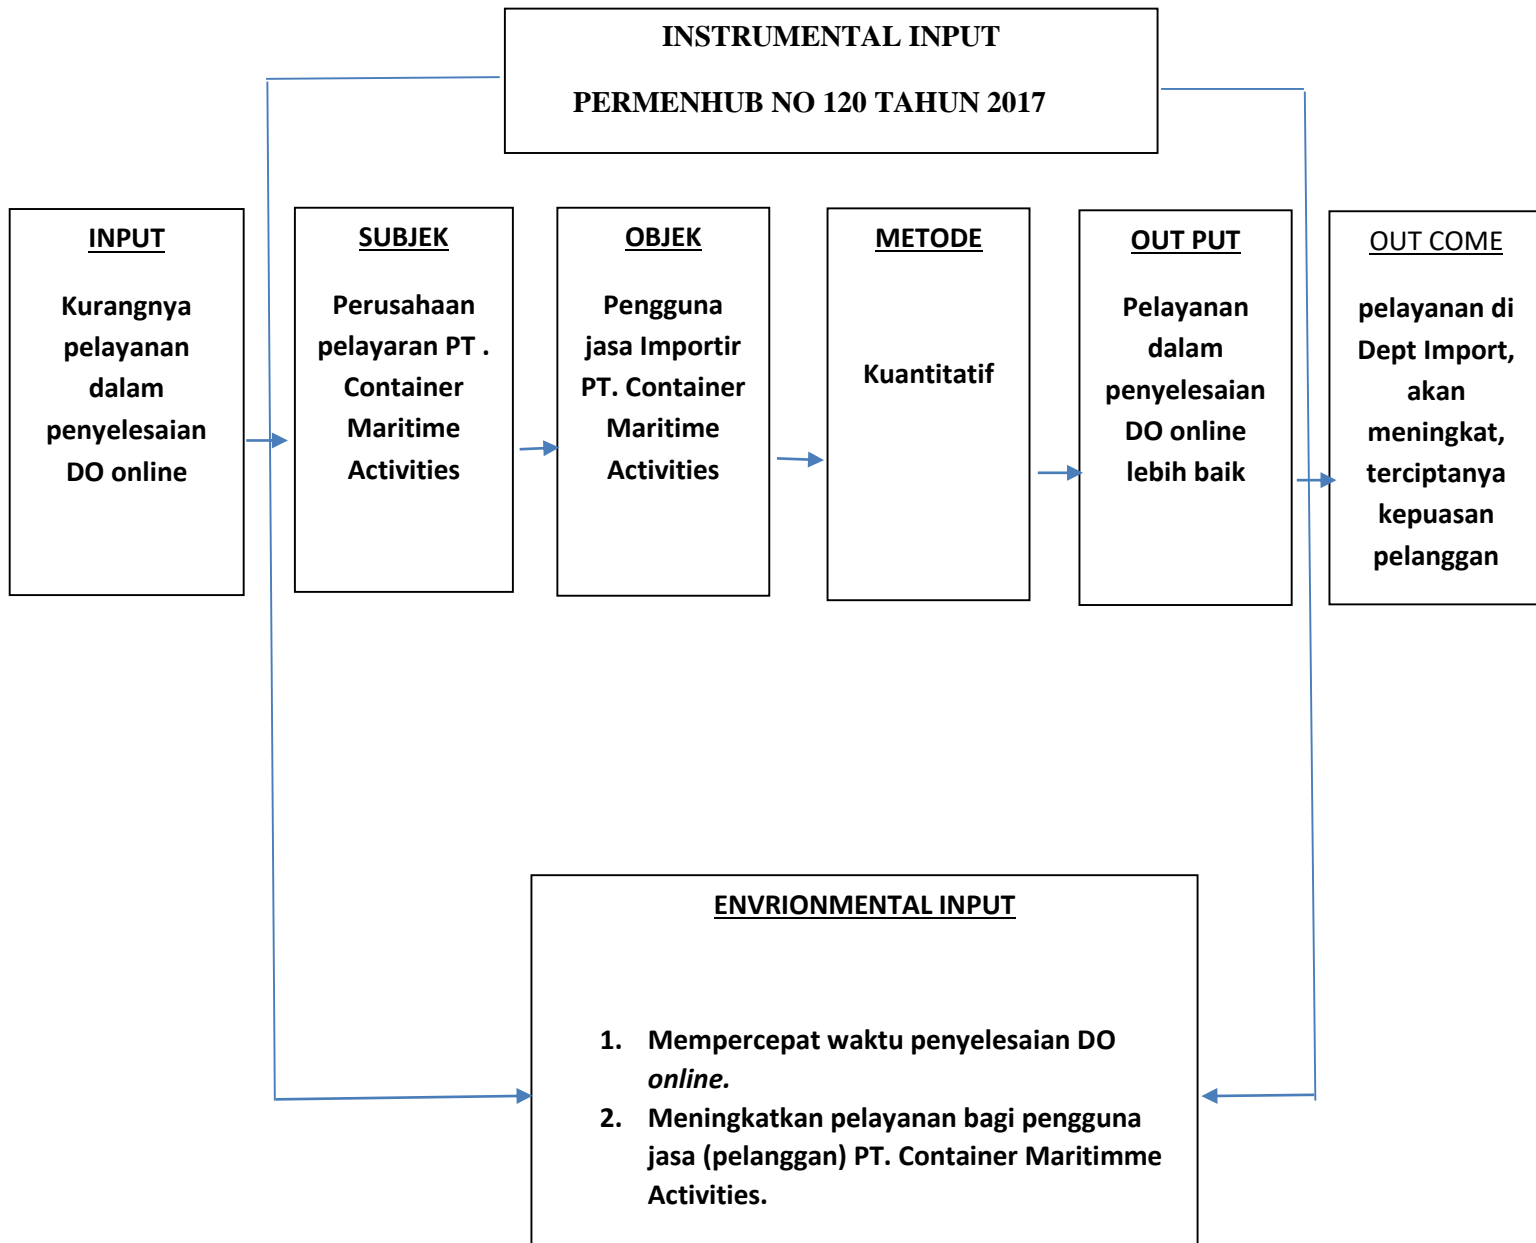 INSTRUMENTAL INPUT
PERMENHUB NO 120 TAHUN 2017
INPUT
Kurangnya
pelayanan
dalam
penyelesaian
DO online
SUBJEK
Perusahaan
pelayaran PT .
Container
Maritime
Activities
OBJEK
Pengguna
jasa Importir
PT. Container
Maritime
Activities
METODE
Kuantitatif
OUT PUT
Pelayanan
dalam
penyelesaian
DO online
lebih baik
OUT COME
pelayanan di
Dept Import,
akan
meningkat,
terciptanya
kepuasan
pelanggan
ENVRIONMENTAL INPUT
1. Mempercepat waktu penyelesaian DO
online.
2. Meningkatkan pelayanan bagi pengguna
jasa (pelanggan) PT. Container Maritimme
Activities.